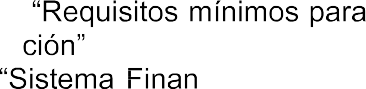 “Requisitos mínimos para
ción”
“Sistema Finan